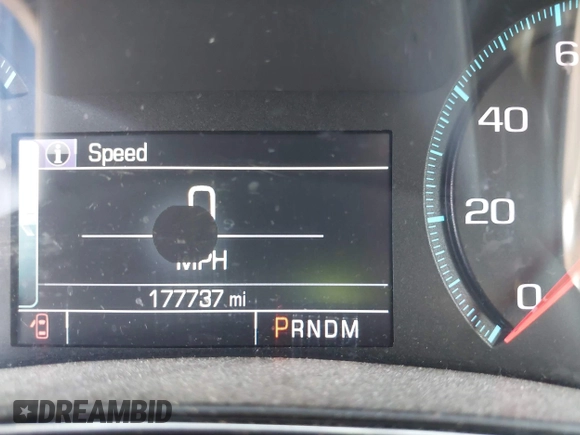 Speed
0
MPH
177737 mi
PRNDM
6
40
20
0
DREAMBID